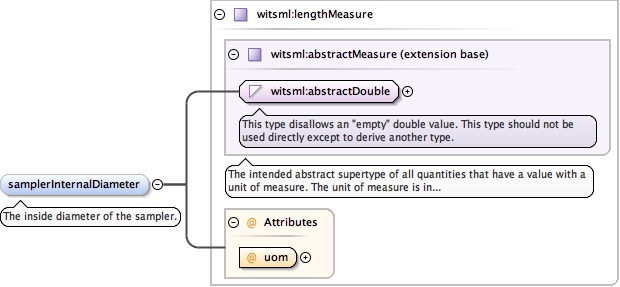 witsml:lengthMeasure
witsml:abstractMeasure (extension base)
witsml:abstractDouble
This type disallows an "empty" double value. This type should not be
used directly except to derive another type.
The intended abstract supertype of all quantities that have a value with a
unit of measure. The unit of measure is in...
samplerInternalDiameter
The inside diameter of the sampler.
@ Attributes
@ uom